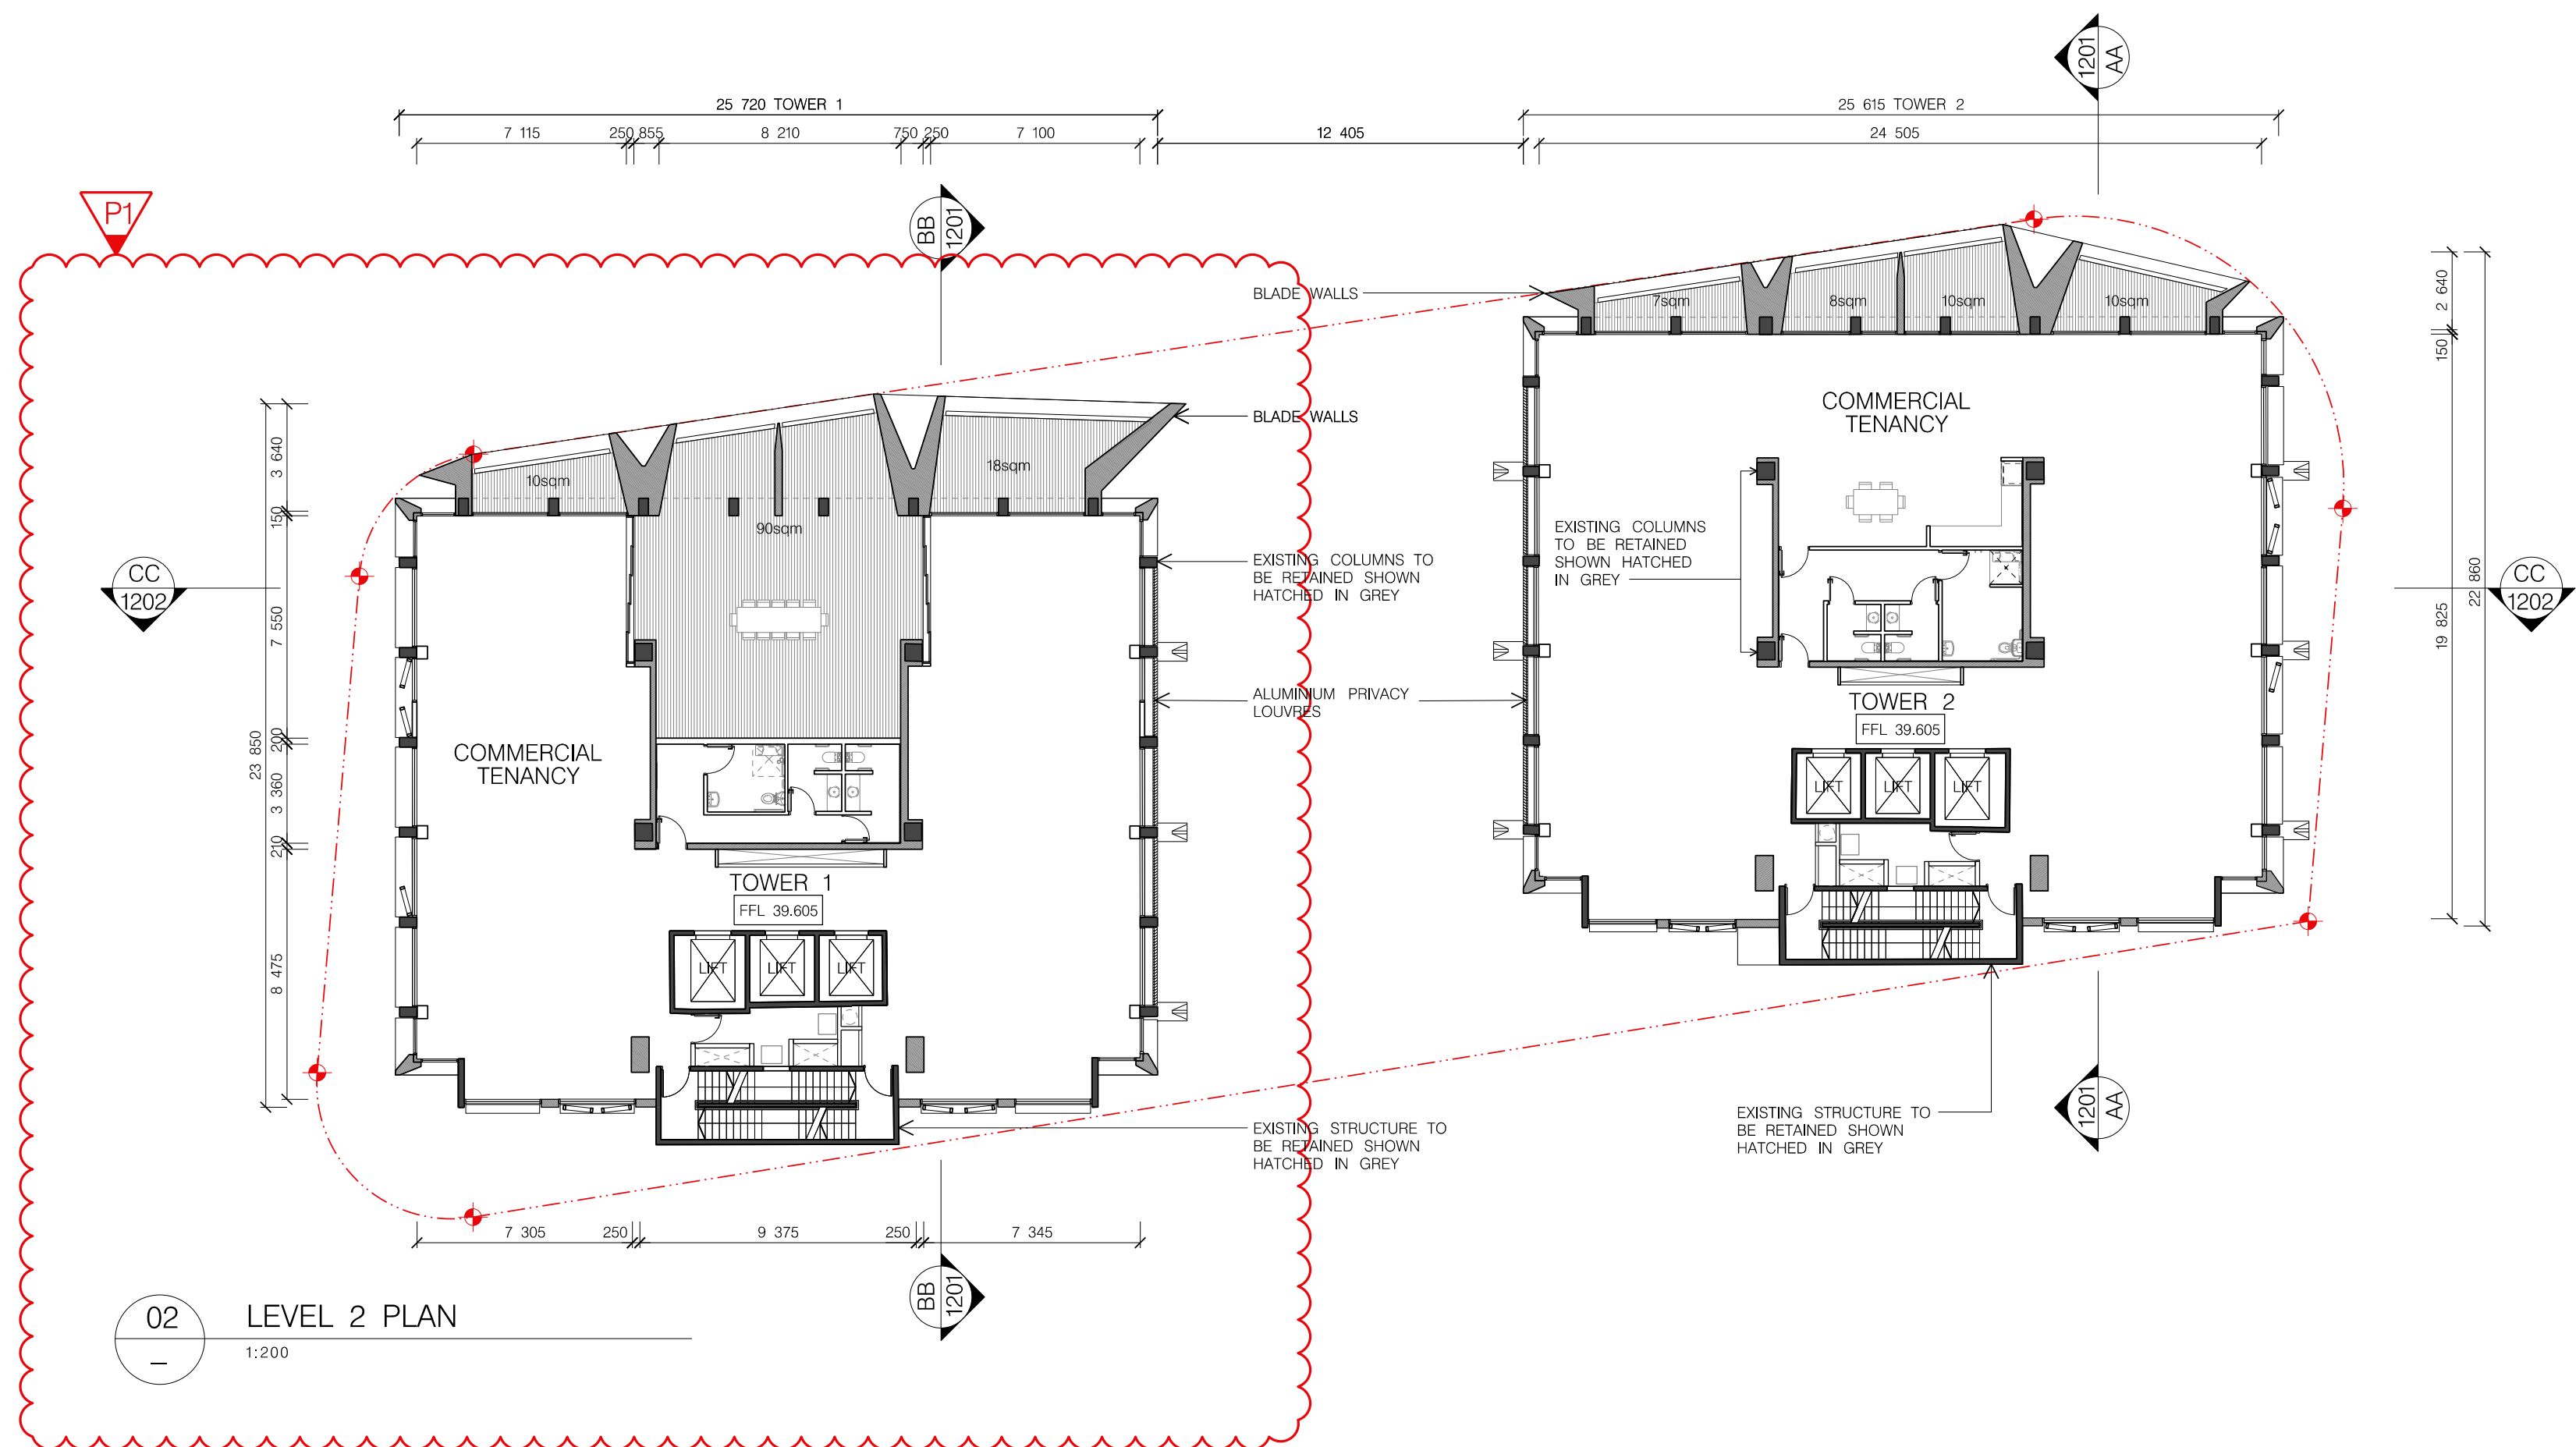 1201
AA
25 720 TOWER 1
25 615 TOWER 2
7 115
250
855
8 210
750
250
7 100
12 405
24 505
P1
BB
1201
BLADE WALLS
7sqm
8sqm
10sqm
10sqm
2 640
150
19 825
22 860
COMMERCIAL
TENANCY
BLADE WALLS
3 640
150
7 550
200
3 360
210
8 475
23 850
10sqm
18sqm
90sqm
EXISTING COLUMNS
TO BE RETAINED
SHOWN HATCHED
IN GREY
EXISTING COLUMNS TO
BE RETAINED SHOWN
HATCHED IN GREY
CC
1202
CC
1202
ALUMINIUM PRIVACY
LOUVRES
TOWER 2
FFL 39.605
COMMERCIAL
TENANCY
LIFT
LIFT
LIFT
TOWER 1
FFL 39.605
LIFT
LIFT
LIFT
EXISTING STRUCTURE TO
BE RETAINED SHOWN
HATCHED IN GREY
EXISTING STRUCTURE TO
BE RETAINED SHOWN
HATCHED IN GREY
1201
AA
7 305
250
9 375
250
7 345
BB
1201
02
–
LEVEL 2 PLAN
1:200